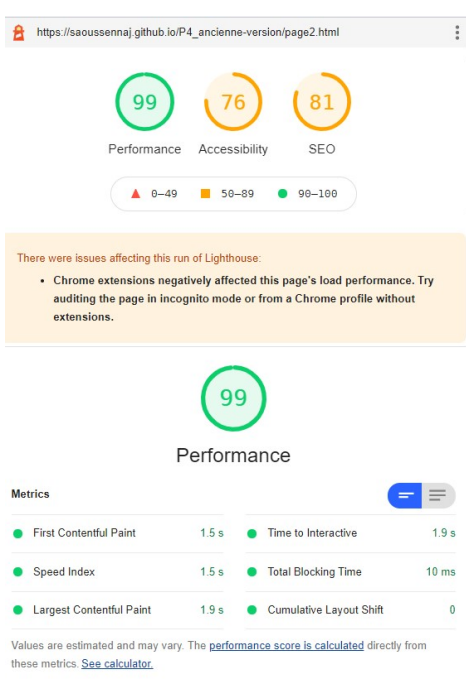 https://saoussennaj.github.io/P4_ancienne-version/page2.html
99 76 81
Performance Accessibility SEO
0–49 50–89 90–100
There were issues affecting this run of Lighthouse:
• Chrome extensions negatively affected this page's load performance. Try
auditing the page in incognito mode or from a Chrome profile without
extensions.
99
Performance
Metrics
First Contentful Paint 1.5 s Time to Interactive 1.9 s
Speed Index 1.5 s Total Blocking Time 10 ms
Largest Contentful Paint 1.9 s Cumulative Layout Shift 0
Values are estimated and may vary. The performance score is calculated directly from
these metrics. See calculator.